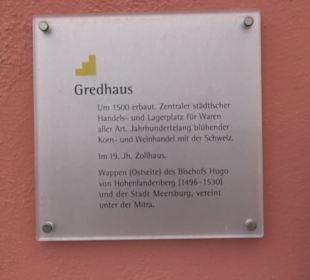 Gredhaus
Um 1500 erbaut. Zentraler städtischer
Handels- und Lagerplatz für Waren
aller Art. Jahrhundertelang blühender
Korn- und Weinhandel mit der Schweiz.
Im 19. Jh. Zollhaus.
Wappen (Ostseite) des Bischofs Hugo
von Hohenlandenberg (1496-1530)
und der Stadt Meersburg, vereint
unter der Mitra.